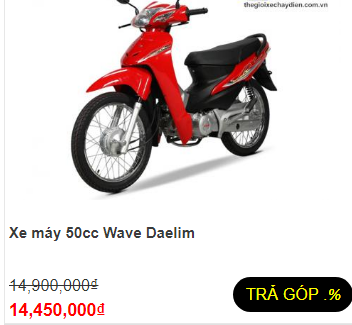 thegioixechaydien.com.vn
Xe máy 50cc Wave Daelim
14,900,000₫
14,450,000₫
TRẢ GÓP .%